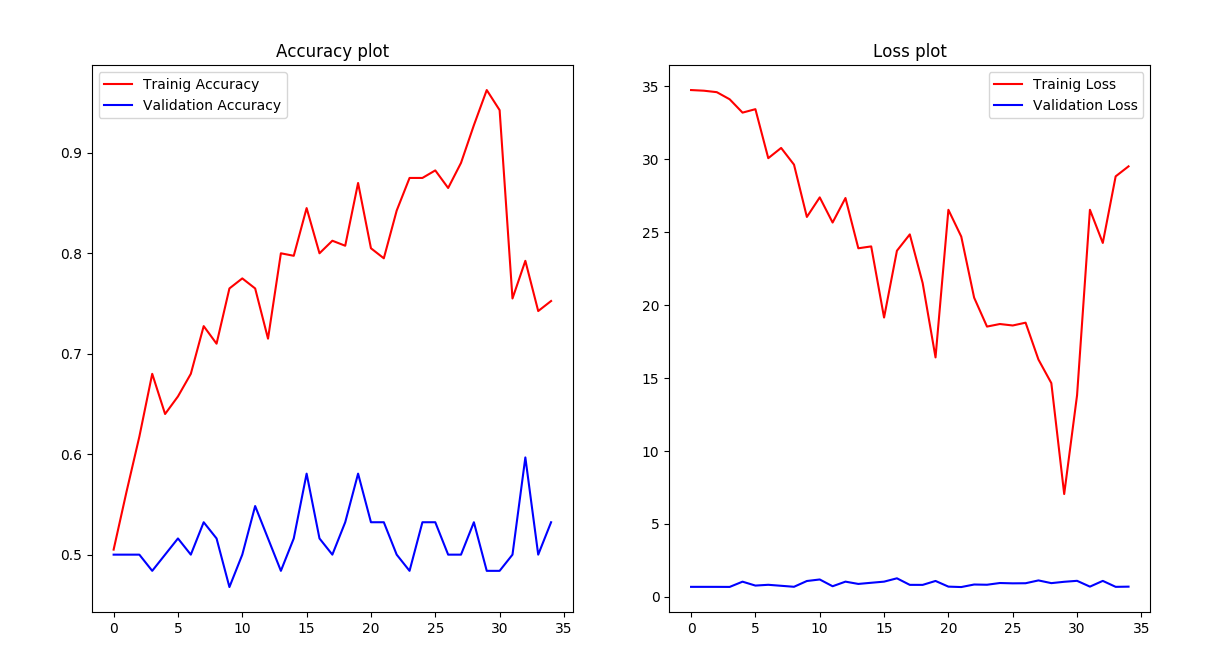 Accuracy plot
Trainig Accuracy
Validation Accuracy
0.9
0.8
0.7
0.6
0.5
0 5 10 15 20 25 30 35
Loss plot
Trainig Loss
Validation Loss
35
30
25
20
15
10
5
0
0 5 10 15 20 25 30 35